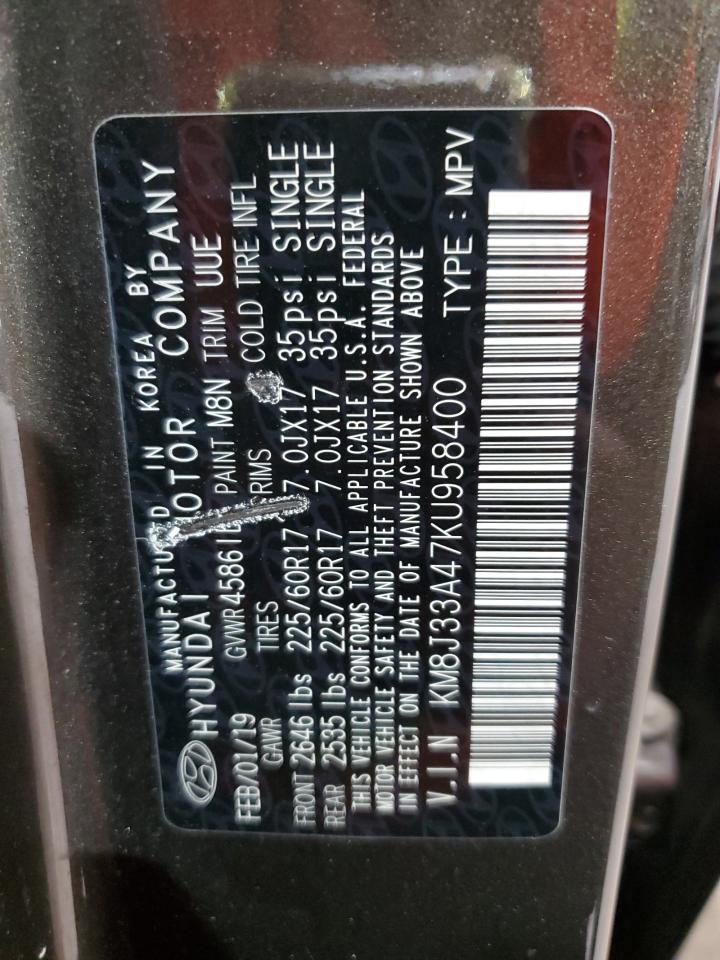 MANUFACTURED IN KOREA BY
HYUNDAI MOTOR COMPANY
FEB/01/19 GVWR 4586 PAINT M8N TRIM UUE
GAWR TIRES RMS COLD TIRE INFL
FRONT 2646 lbs 225/60R17 7.0JX17 35psi SINGLE
REAR 2535 lbs 225/60R17 7.0JX17 35psi SINGLE
THIS VEHICLE CONFORMS TO ALL APPLICABLE U.S.A. FEDERAL
MOTOR VEHICLE SAFETY AND THEFT PREVENTION STANDARDS
IN EFFECT ON THE DATE OF MANUFACTURE SHOWN ABOVE
V.I.N KM8J33A47KU958400 TYPE : MPV